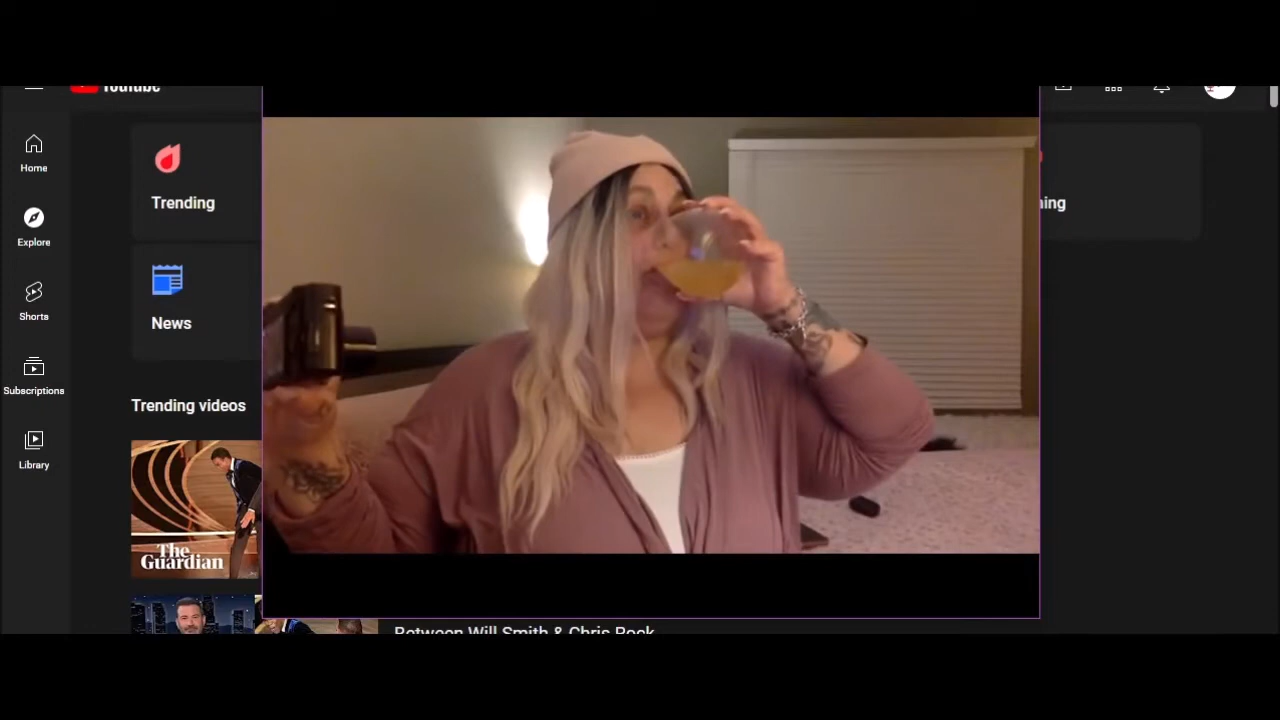 YouTube
Home
Explore
Shorts
Subscriptions
Library
Trending
News
Trending videos
The
Guardian
Between Will Smith & Chris Rock